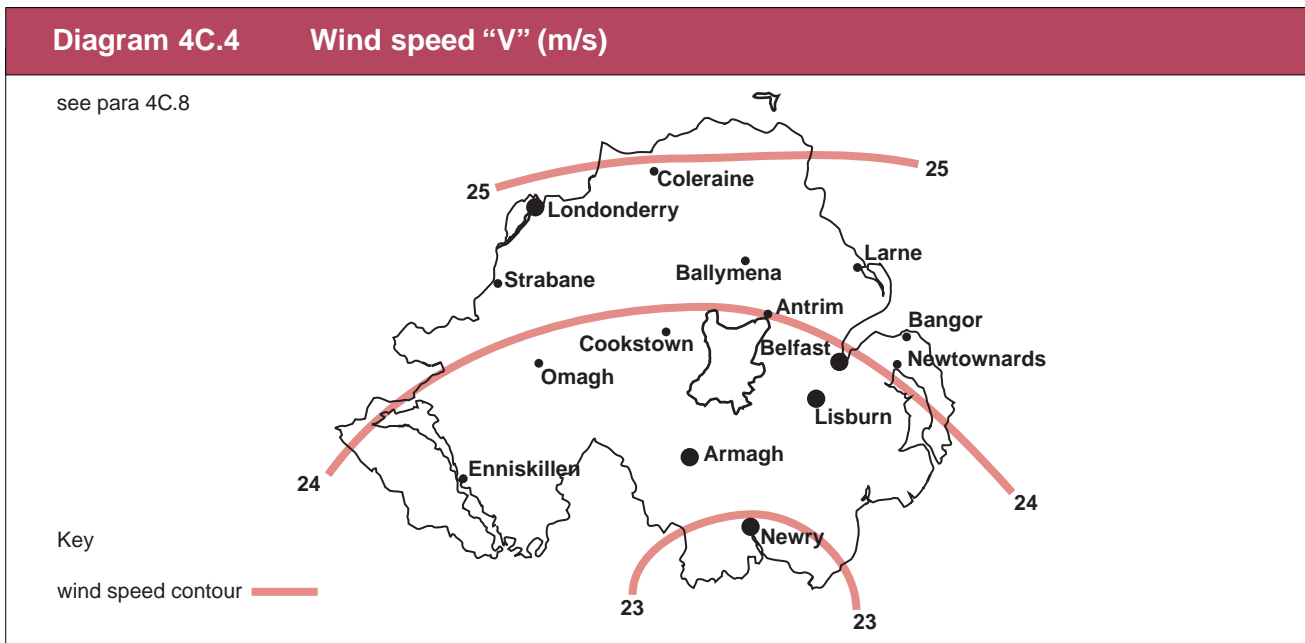 Diagram 4C.4 Wind speed “V” (m/s)
see para 4C.8
25
25
Coleraine
Londonderry
Larne
Ballymena
Strabane
Antrim
Bangor
Cookstown
Belfast
Newtownards
Omagh
Lisburn
Armagh
Enniskillen
24
24
Newry
Key
wind speed contour
23
23